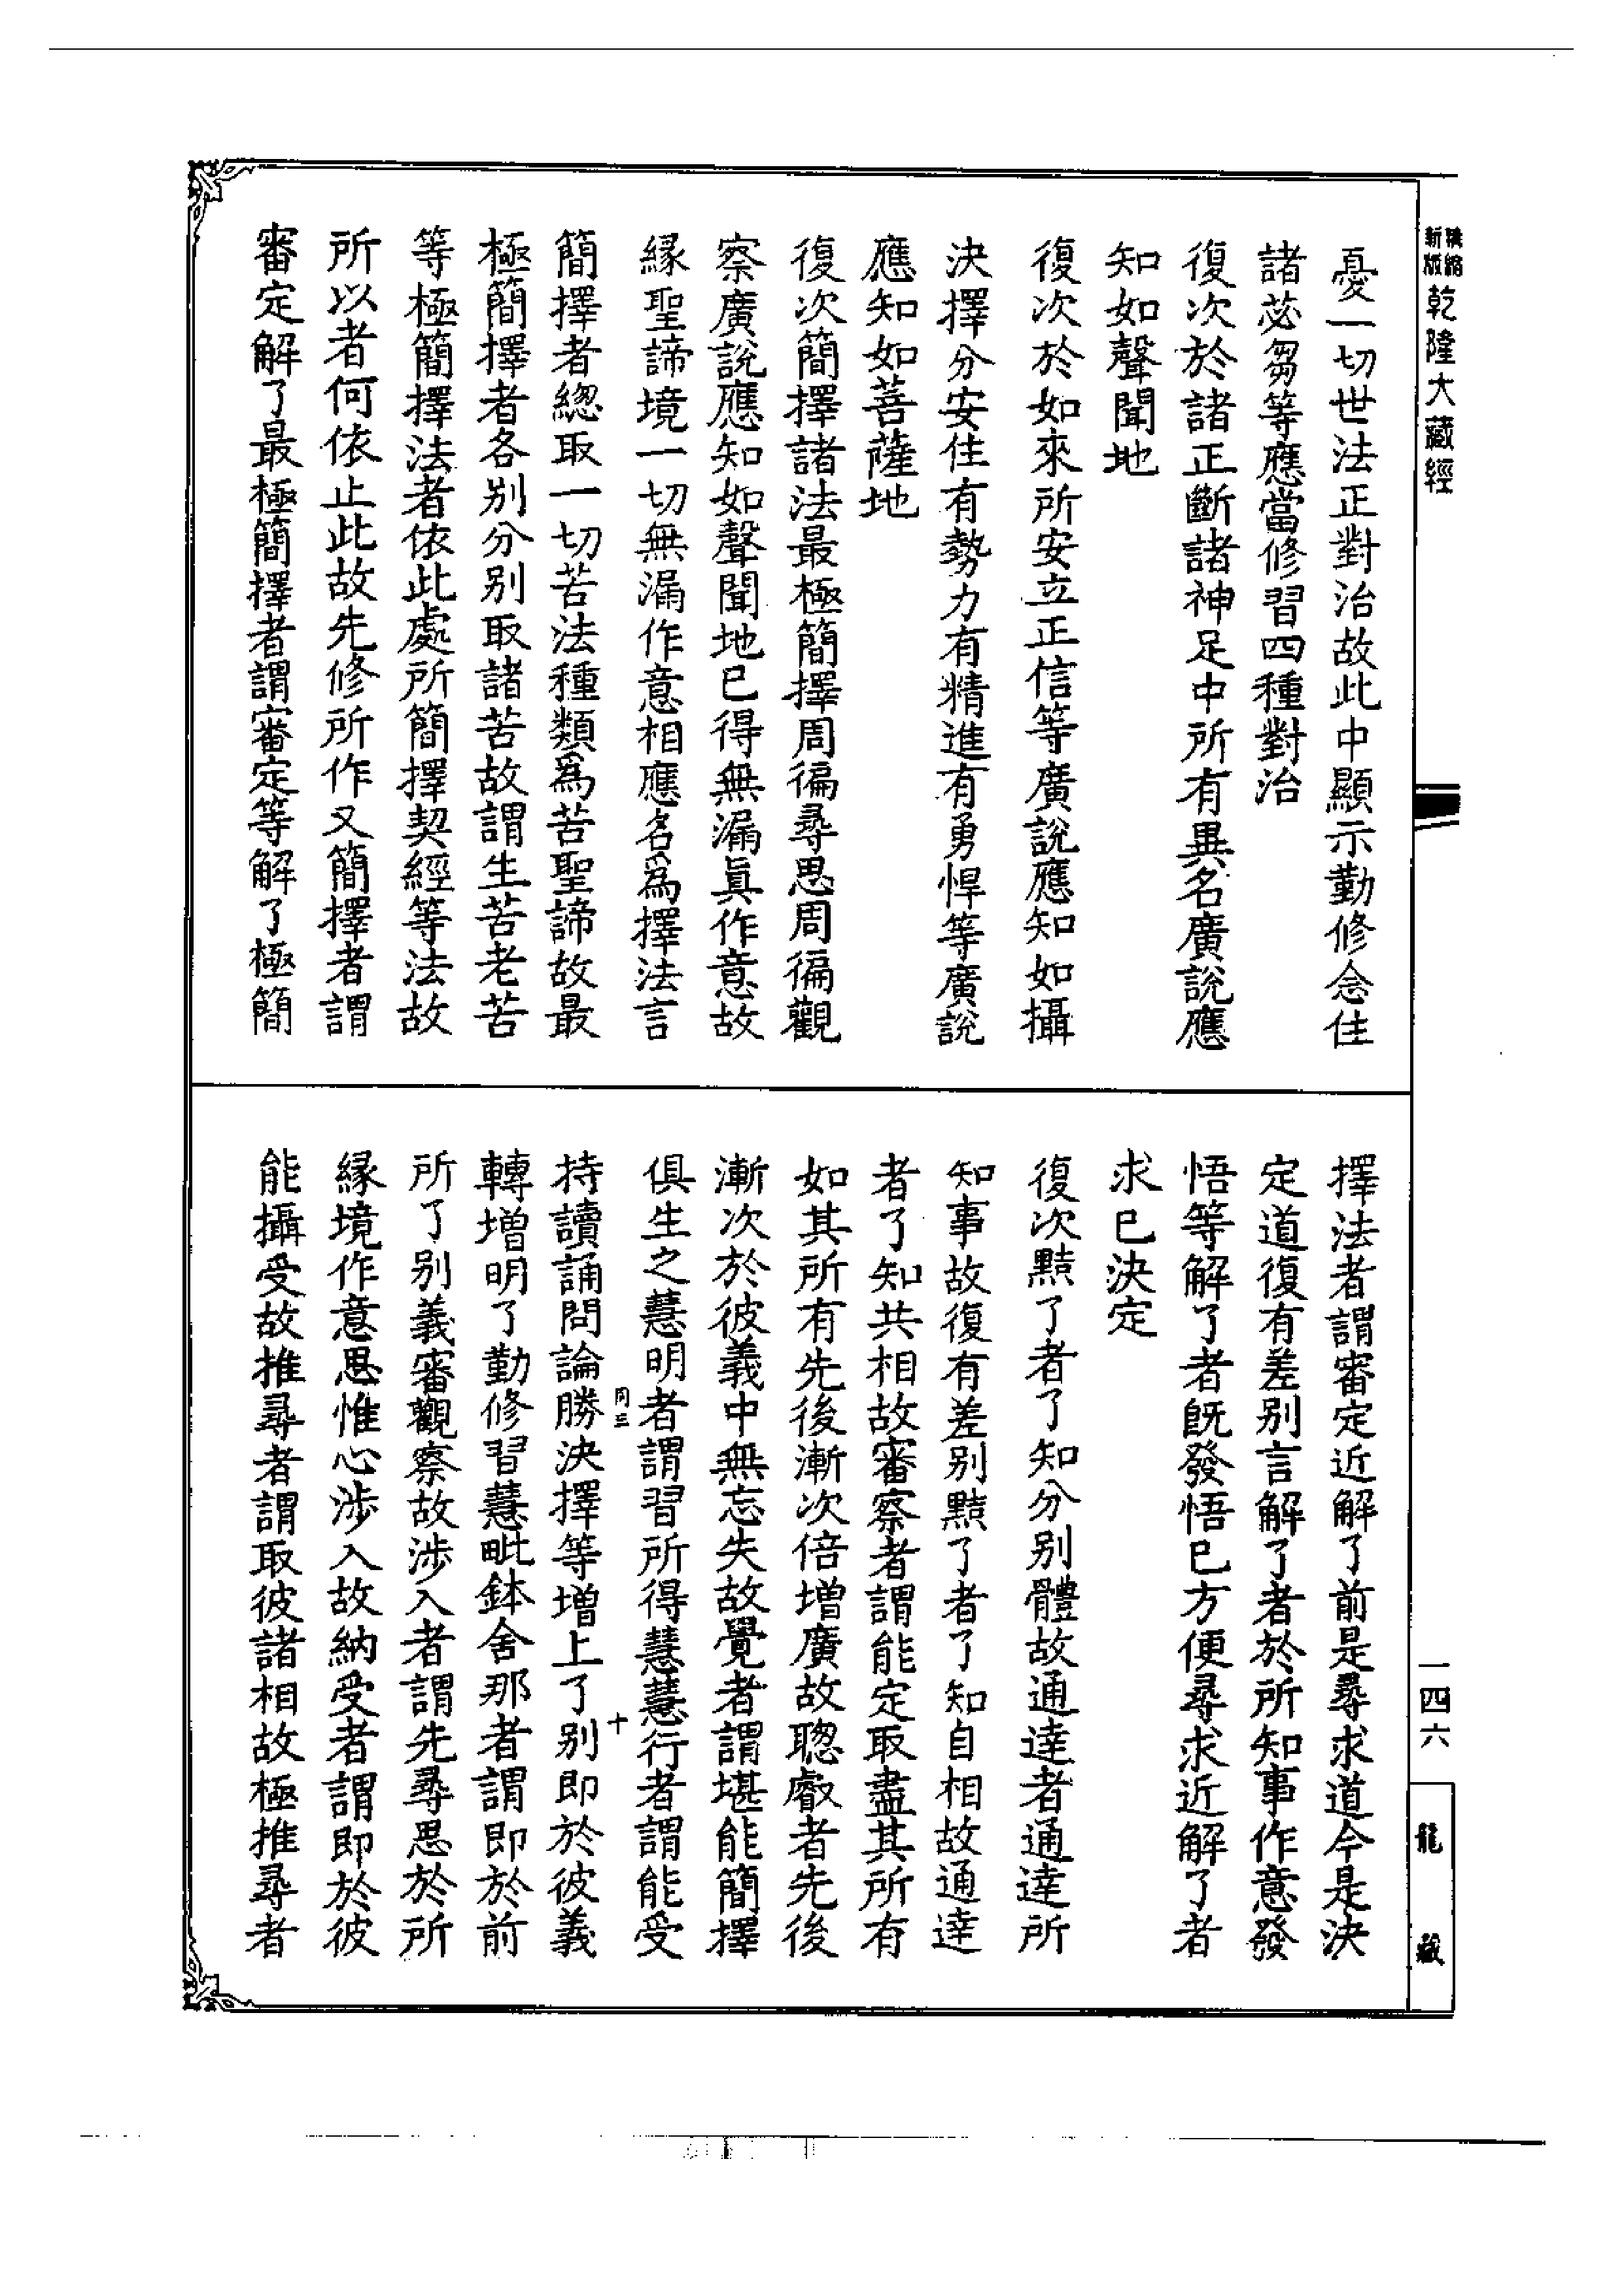 精縮
新版
乾隆大藏經
憂一切世法正對治故此中顯示勤修念住
諸苾芻等應當修習四種對治
復次於諸正斷諸神足中所有異名廣說應
知如聲聞地
復次於如來所安立正信等廣說應知如攝
決擇分安住有勢力有精進有勇悍等廣說
應知如菩薩地
復次簡擇諸法最極簡擇周徧尋思周徧觀
察廣說應知如聲聞地已得無漏真作意故
緣聖諦境一切無漏作意相應名爲擇法言
簡擇者總取一切苦法種類爲苦聖諦故最
極簡擇者各別分別取諸苦故謂生苦老苦
等極簡擇法者依此處所簡擇契經等法故
所以者何依止此故先修所作又簡擇者謂
審定解了最極簡擇者謂審定等解了極簡
擇法者謂審定近解了前是尋求道今是決
定道復有差別言解了者於所知事作意發
悟等解了者旣發悟已方便尋求近解了者
求已決定
復次黠了者了知分別體故通達者通達所
知事故復有差別黠了者了知自相故通達
者了知共相故審察者謂能定取盡其所有
如其所有先後漸次倍增廣故聰叡者先後
漸次於彼義中無忘失故覺者謂堪能簡擇
俱生之慧明者謂習所得慧慧行者謂能受
同三
十
持讀誦問論勝決擇等增上了別即於彼義
轉增明了勤修習慧毗鉢舍那者謂即於前
所了別義審觀察故涉入者謂先尋思於所
緣境作意思惟心涉入故納受者謂即於彼
能攝受故推尋者謂取彼諸相故極推尋者
一四六
龍藏